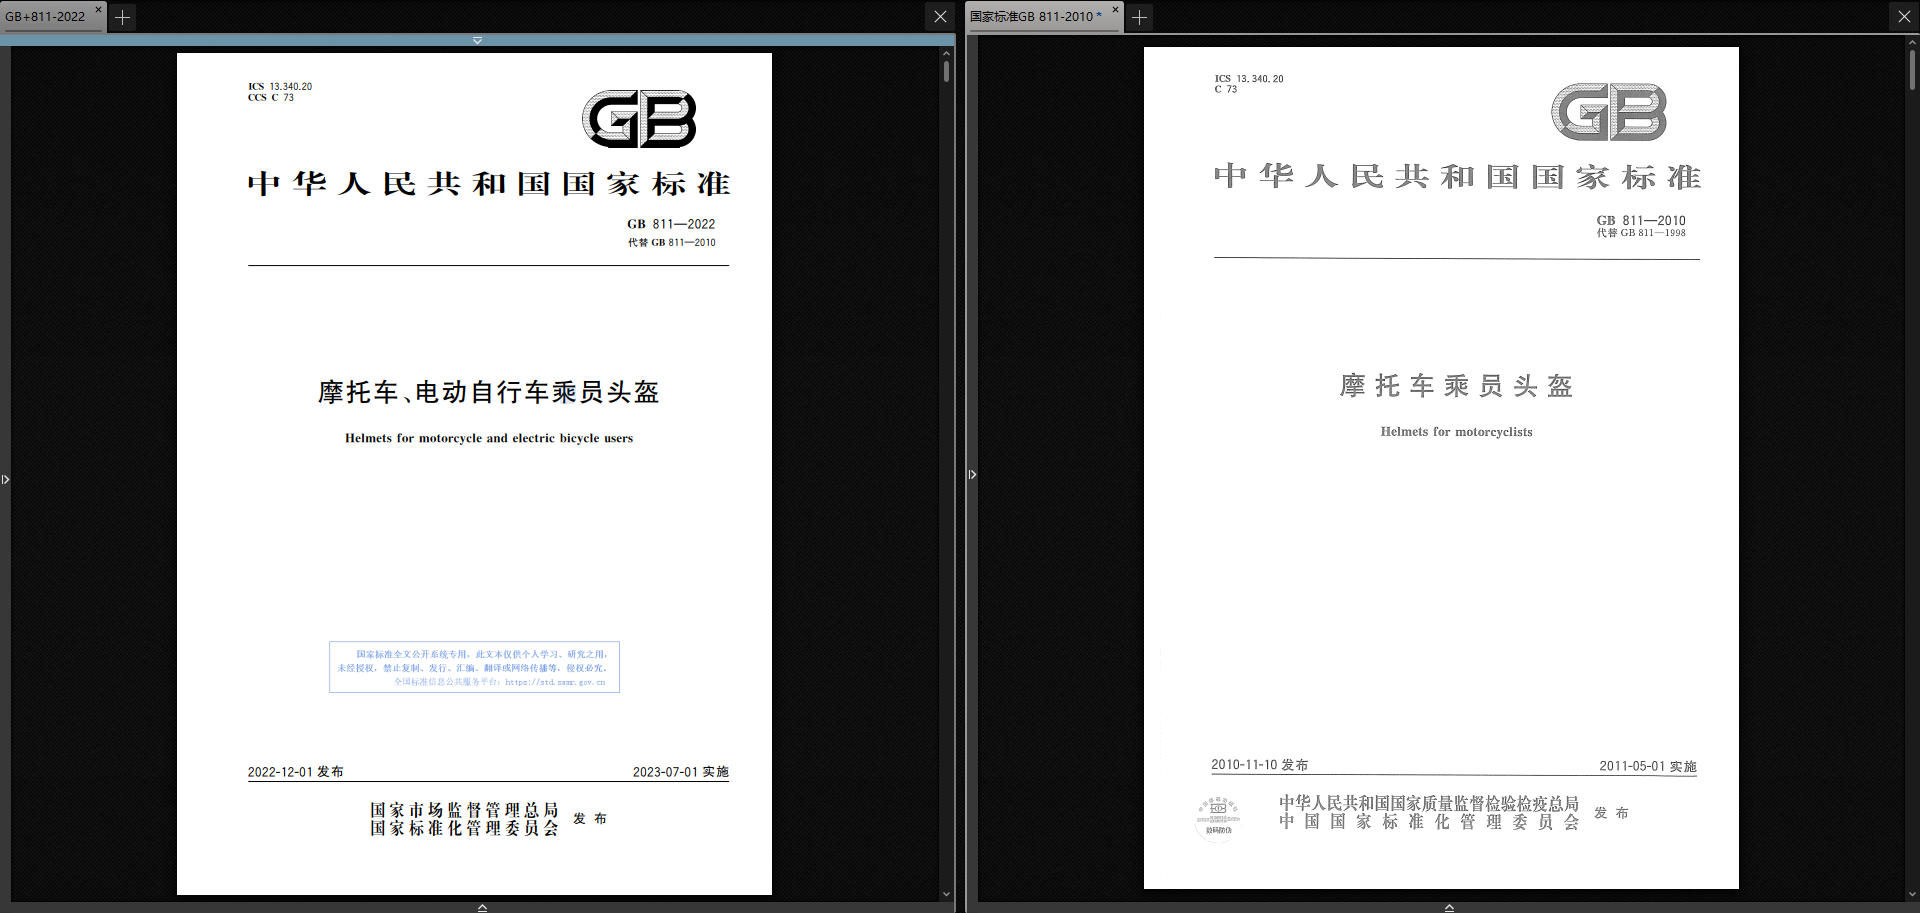 GB+811-2022
ICS 13.340.20
CCS C 73
GB
中华人民共和国国家标准
GB 811—2022
代替 GB 811—2010
摩托车、电动自行车乘员头盔
Helmets for motorcycle and electric bicycle users
国家标准全文公开系统专用，此文本仅供个人学习、研究之用，
未经授权，禁止复制、发行、汇编、翻译或网络传播等，侵权必究。
全国标准信息公共服务平台：https://std.samr.gov.cn
2022-12-01 发布
2023-07-01 实施
国家市场监督管理总局
国家标准化管理委员会 发布
国家标准GB 811-2010 *
ICS 13.340.20
C 73
GB
中华人民共和国国家标准
GB 811—2010
代替 GB 811—1998
摩托车乘员头盔
Helmets for motorcyclists
2010-11-10 发布
2011-05-01 实施
中华人民共和国国家质量监督检验检疫总局
中国国家标准化管理委员会 发布
数码防伪